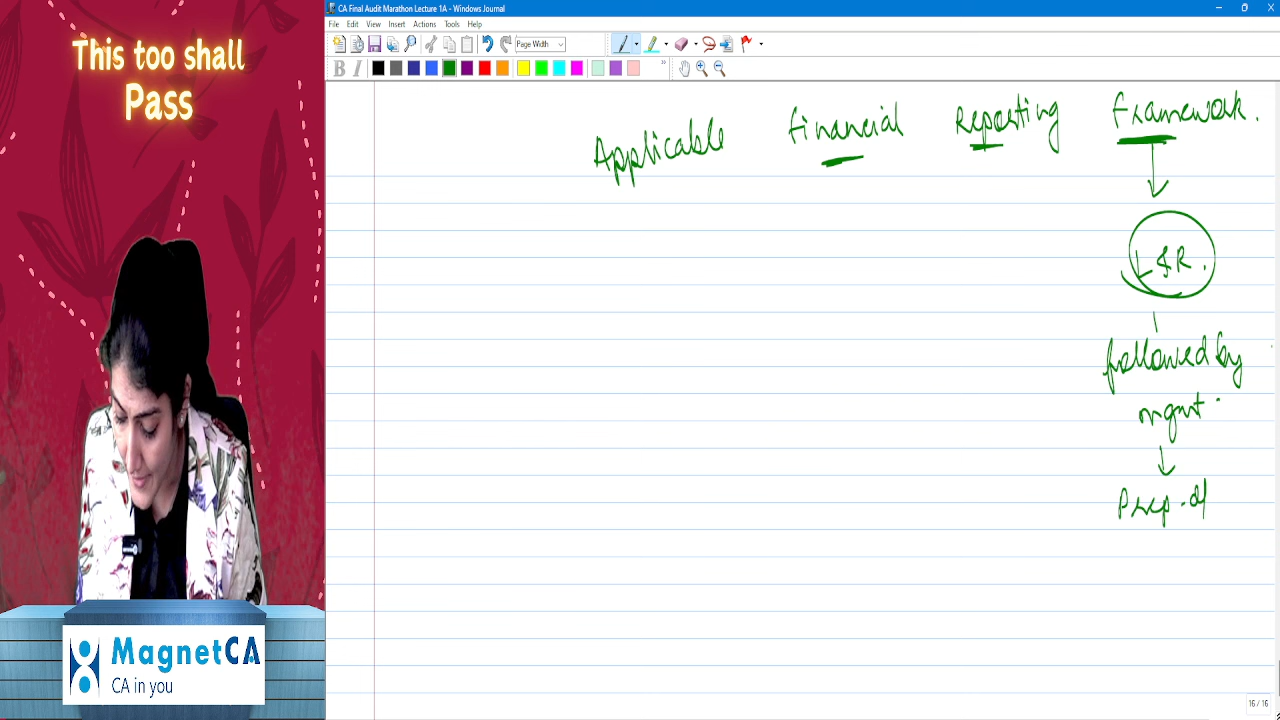 This too shall
Pass
MagnetCA
CA in you
CA Final Audit Marathon Lecture 1A - Windows Journal
File Edit View Insert Actions Tools Help
Page Width
B I
Applicable financial Reporting framework.
L&R.
followed by
mgmt.
Prep. of
16 / 16